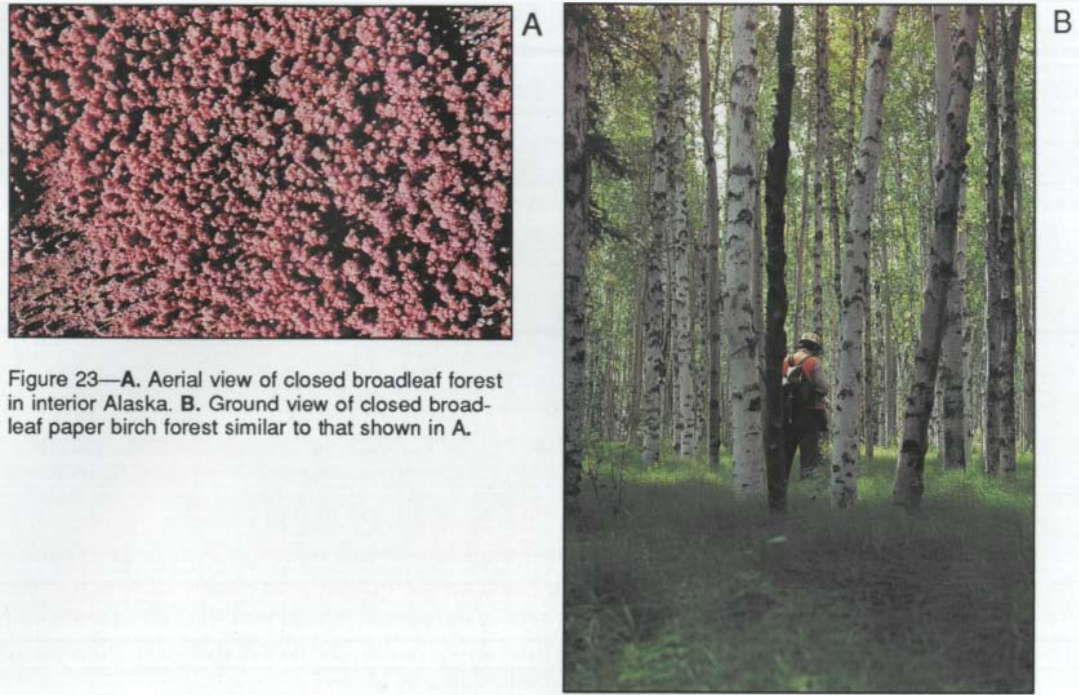 A
B
Figure 23—A. Aerial view of closed broadleaf forest
in interior Alaska. B. Ground view of closed broad-
leaf paper birch forest similar to that shown in A.